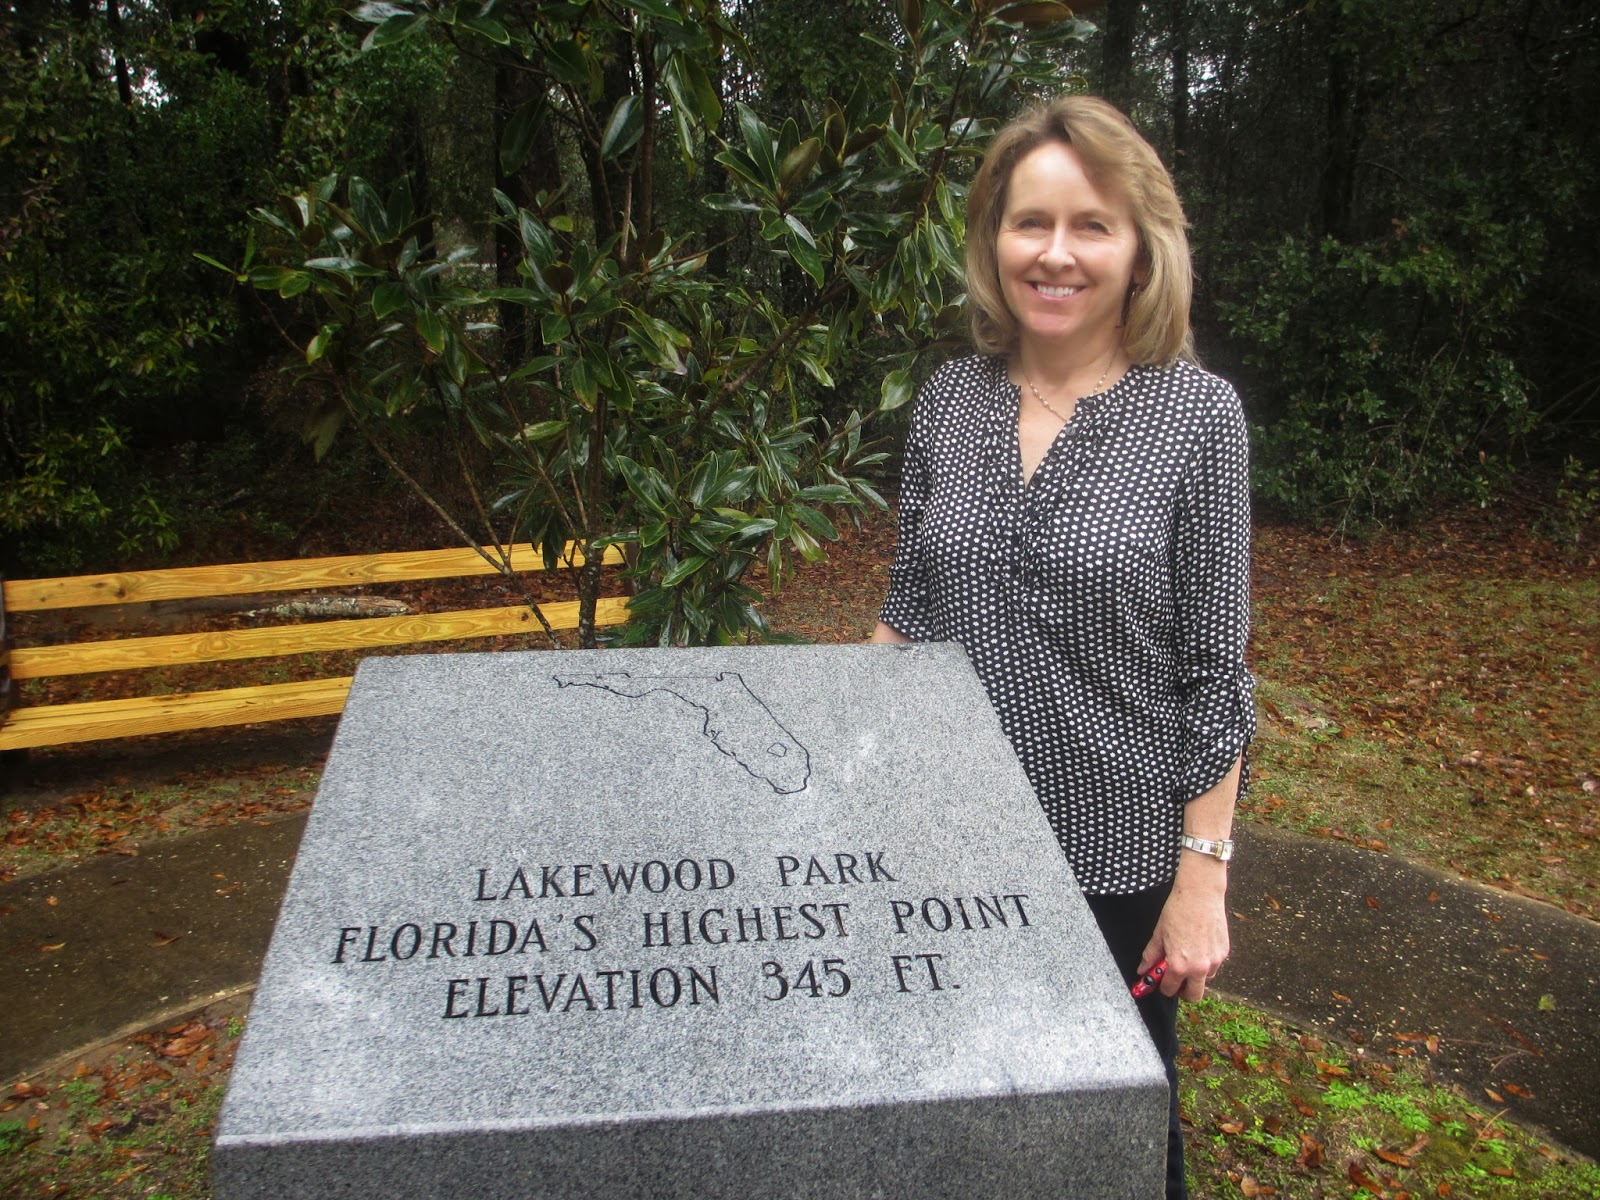 LAKEWOOD PARK
FLORIDA'S HIGHEST POINT
ELEVATION 345 FT.